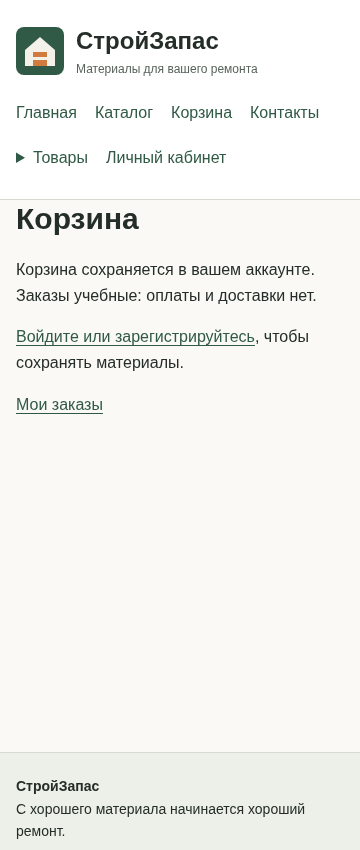 СтройЗапас
Материалы для вашего ремонта
Главная Каталог Корзина Контакты
Товары Личный кабинет
Корзина
Корзина сохраняется в вашем аккаунте.
Заказы учебные: оплаты и доставки нет.
Войдите или зарегистрируйтесь, чтобы
сохранять материалы.
Мои заказы
СтройЗапас
С хорошего материала начинается хороший
ремонт.